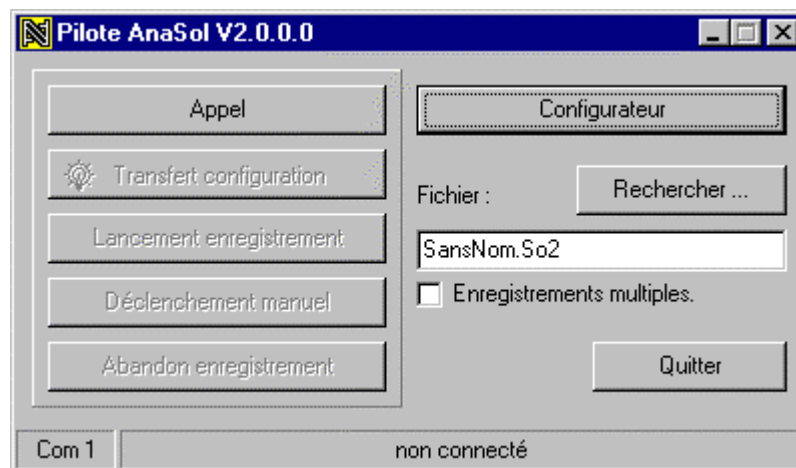 Pilote AnaSol V2.0.0.0
Appel
Configurateur
Transfert configuration
Fichier :
Rechercher ...
Lancement enregistrement
SansNom.So2
Enregistrements multiples.
Déclenchement manuel
Abandon enregistrement
Quitter
Com 1
non connecté